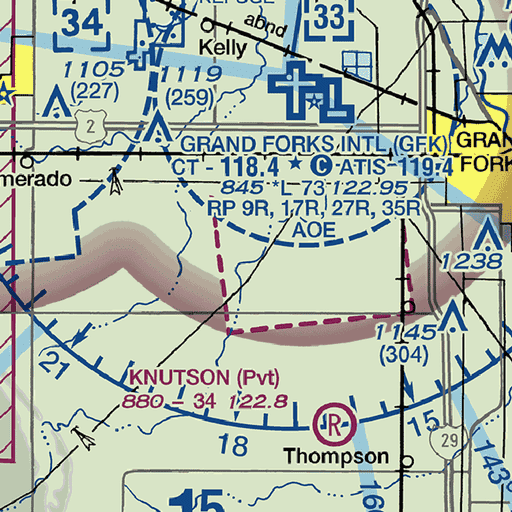 REFUGE
abnd
34
33
Kelly
1105
(227)
1119
(259)
2
GRAND FORKS INTL (GFK)
CT - 118.4 * C ATIS 119.4
845 *L 73 122.95
RP 9R, 17R, 27R, 35R
AOE
GRAN
FORK
merado
1238
1145
(304)
21
KNUTSON (Pvt)
880 – 34 122.8
18
R
15
29
Thompson
143
15